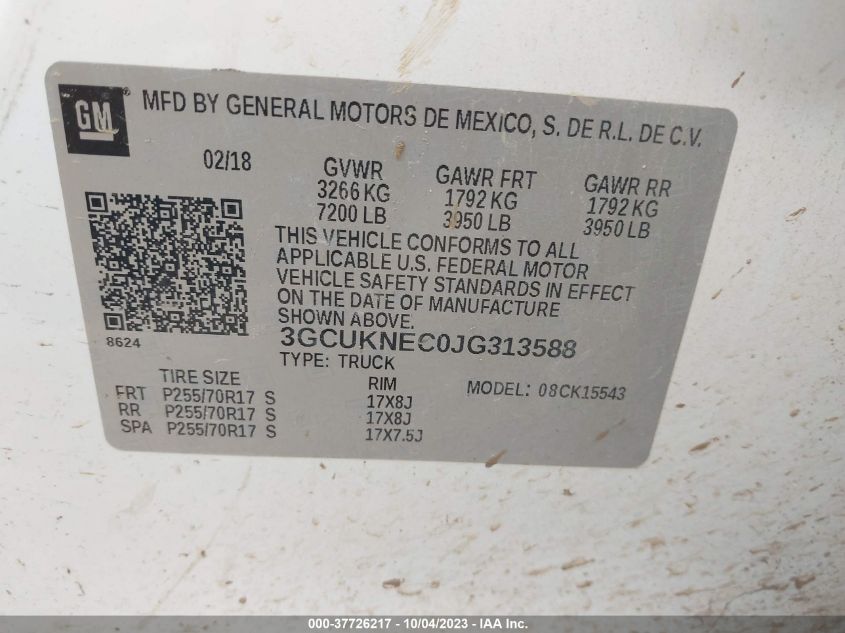 GM ®
MFD BY GENERAL MOTORS DE MEXICO, S. DE R.L. DE C.V.
02/18 GVWR GAWR FRT GAWR RR
3266 KG 1792 KG 1792 KG
7200 LB 3950 LB 3950 LB
THIS VEHICLE CONFORMS TO ALL
APPLICABLE U.S. FEDERAL MOTOR
VEHICLE SAFETY STANDARDS IN EFFECT
ON THE DATE OF MANUFACTURE
SHOWN ABOVE.
8624 3GCUKNEC0JG313588
TYPE: TRUCK
TIRE SIZE RIM MODEL: 08CK15543
FRT P255/70R17 S 17X8J
RR P255/70R17 S 17X8J
SPA P255/70R17 S 17X7.5J
000-37726217 - 10/04/2023 - IAA Inc.